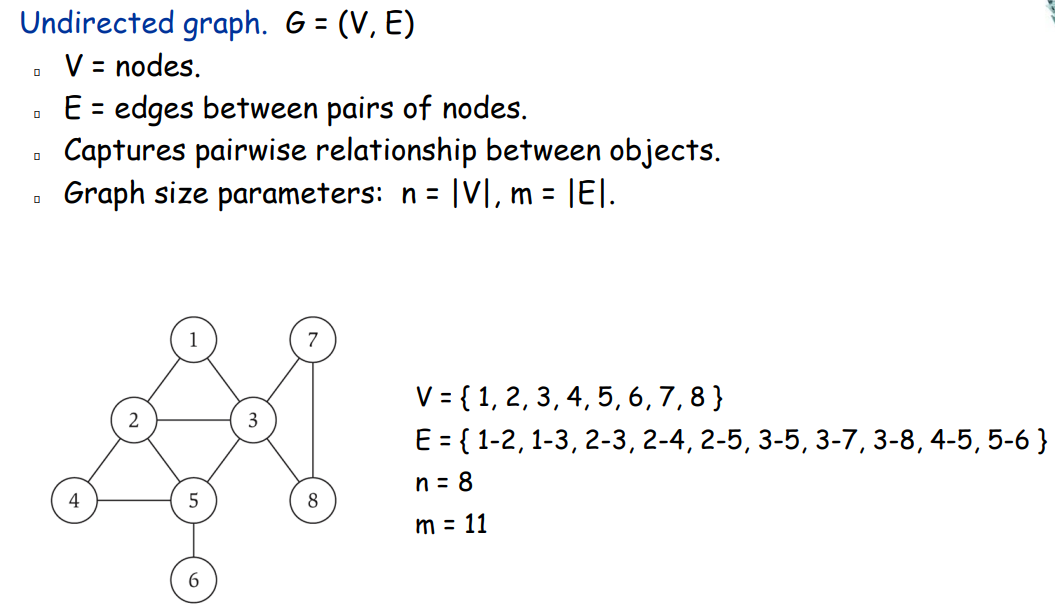 Undirected graph. G = (V, E)
▫ V = nodes.
▫ E = edges between pairs of nodes.
▫ Captures pairwise relationship between objects.
▫ Graph size parameters: n = |V|, m = |E|.
1
7
2
3
4
5
8
6
V = { 1, 2, 3, 4, 5, 6, 7, 8 }
E = { 1-2, 1-3, 2-3, 2-4, 2-5, 3-5, 3-7, 3-8, 4-5, 5-6 }
n = 8
m = 11